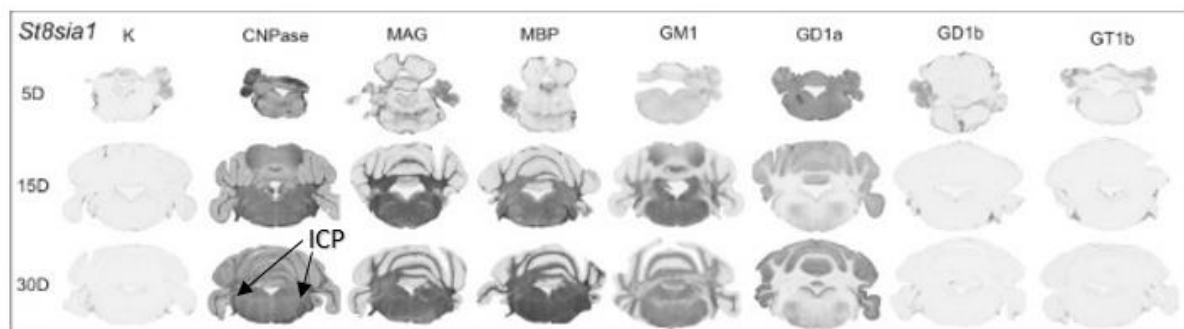 St8sia1 K CNPase MAG MBP GM1 GD1a GD1b GT1b
5D
15D
ICP
30D